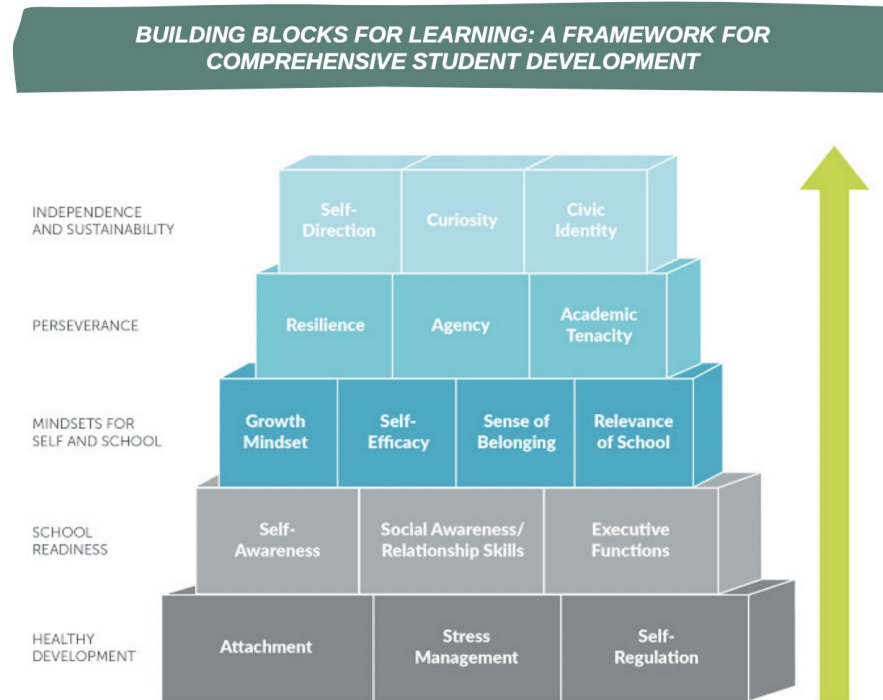 BUILDING BLOCKS FOR LEARNING: A FRAMEWORK FOR
COMPREHENSIVE STUDENT DEVELOPMENT
INDEPENDENCE
AND SUSTAINABILITY
Self-
Direction
Curiosity
Civic
Identity
PERSEVERANCE
Resilience
Agency
Academic
Tenacity
MINDSETS FOR
SELF AND SCHOOL
Growth
Mindset
Self-
Efficacy
Sense of
Belonging
Relevance
of School
SCHOOL
READINESS
Self-
Awareness
Social Awareness/
Relationship Skills
Executive
Functions
HEALTHY
DEVELOPMENT
Attachment
Stress
Management
Self-
Regulation